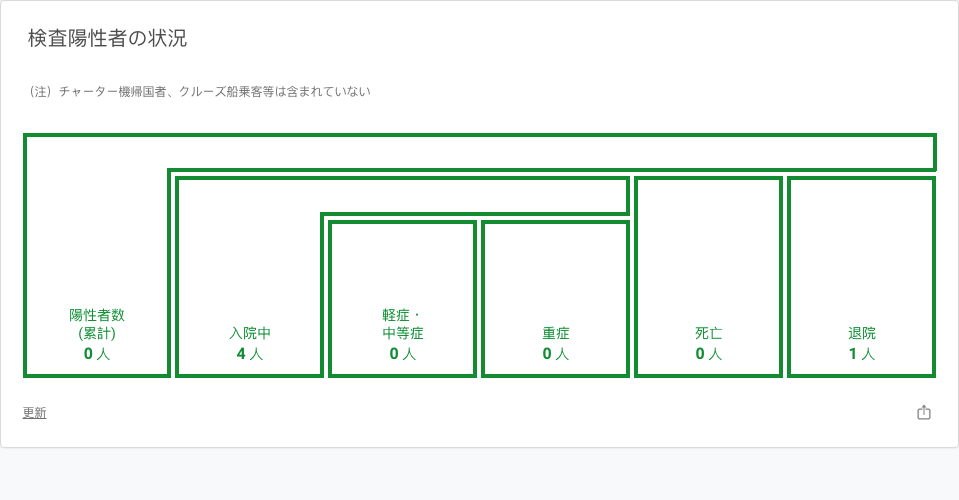 検査陽性者の状況
（注）チャーター機帰国者、クルーズ船乗客等は含まれていない
陽性者数
(累計)
0 人
入院中
4 人
軽症・
中等症
0 人
重症
0 人
死亡
0 人
退院
1 人
更新